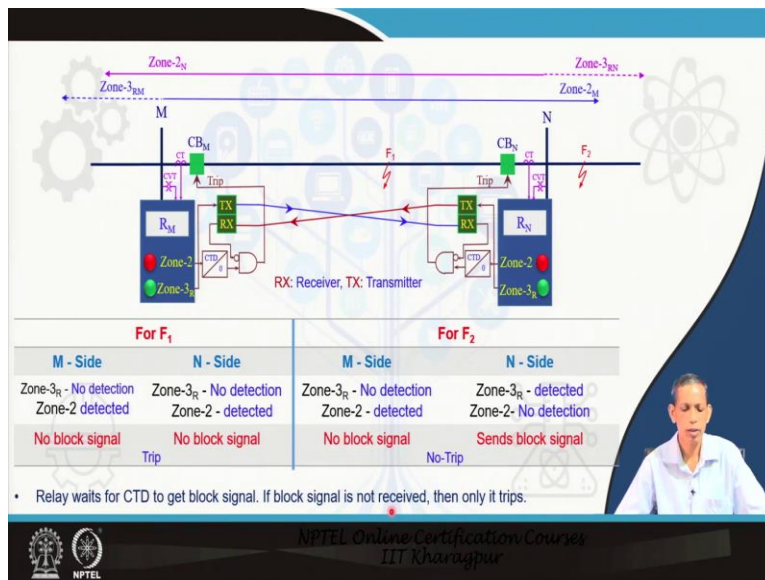 Zone-2N
Zone-3RN
Zone-3RM
Zone-2M
M
N
CBM
CBN
CT
CT
F1
F2
CVT
CVT
Trip
Trip
TX
TX
RM
RX
RX
RN
Zone-2
CTD
0
CTD
0
Zone-2
Zone-3R
RX: Receiver, TX: Transmitter
Zone-3R
For F1
For F2
M - Side
N - Side
M - Side
N - Side
Zone-3R - No detection
Zone-3R - No detection
Zone-3R - No detection
Zone-3R - detected
Zone-2 detected
Zone-2 - detected
Zone-2 - detected
Zone-2- No detection
No block signal
No block signal
No block signal
Sends block signal
Trip
No-Trip
• Relay waits for CTD to get block signal. If block signal is not received, then only it trips.
NPTEL Online Certification Courses
IIT Kharagpur
NPTEL